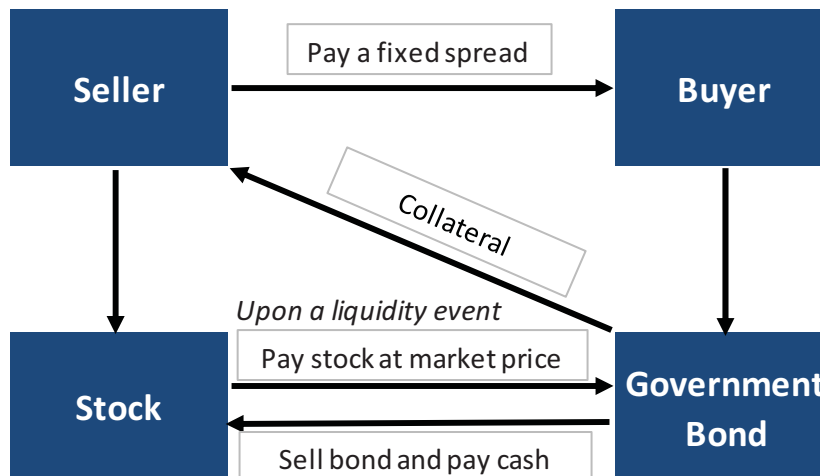 Pay a fixed spread
Seller
Buyer
Collateral
Upon a liquidity event
Pay stock at market price
Stock
Government
Bond
Sell bond and pay cash